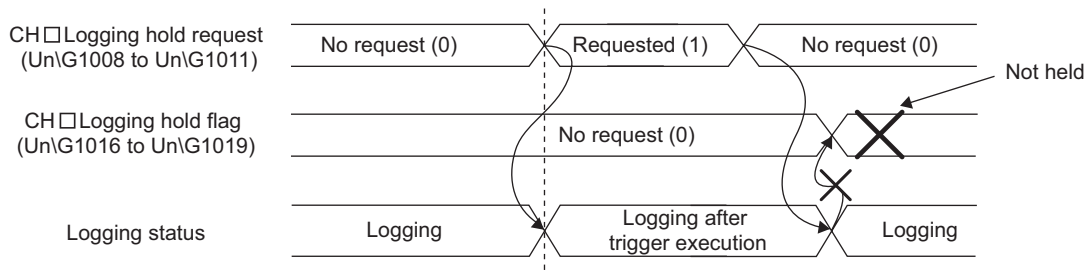 CH□Logging hold request
(Un\G1008 to Un\G1011)
No request (0)
Requested (1)
No request (0)
Not held
CH□Logging hold flag
(Un\G1016 to Un\G1019)
No request (0)
Logging status
Logging
Logging after
trigger execution
Logging